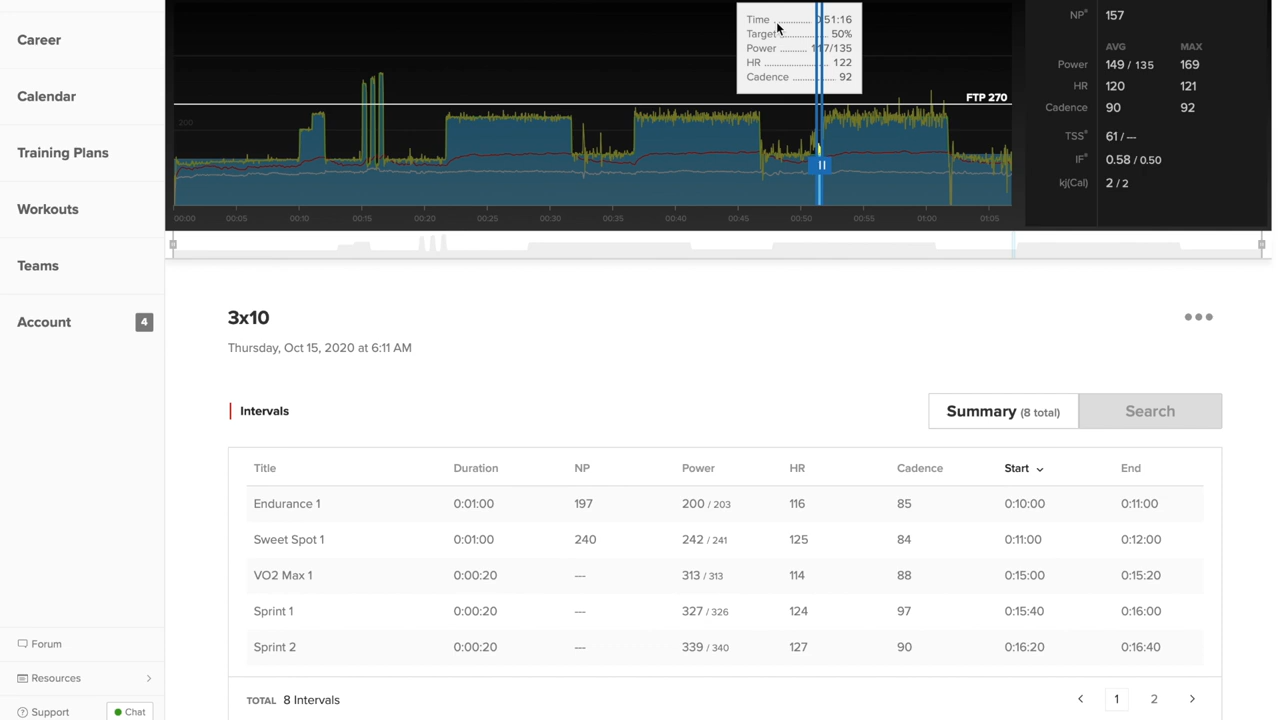 Career
Calendar
Training Plans
Workouts
Teams
Account 4
Forum
Resources
Support Chat
Time ............ 51:16
Target 50%
Power ......... /135
HR ................... 122
Cadence ........ 92
FTP 270
200
00:00 00:05 00:10 00:15 00:20 00:25 00:30 00:35 00:40 00:45 00:50 00:55 01:00 01:05
NP® 157
AVG MAX
Power 149 / 135 169
HR 120 121
Cadence 90 92
TSS® 61 / ---
IF® 0.58 / 0.50
kj(Cal) 2 / 2
3x10
Thursday, Oct 15, 2020 at 6:11 AM
Intervals
Summary (8 total) Search
Title Duration NP Power HR Cadence Start End
Endurance 1 0:01:00 197 200 / 203 116 85 0:10:00 0:11:00
Sweet Spot 1 0:01:00 240 242 / 241 125 84 0:11:00 0:12:00
VO2 Max 1 0:00:20 --- 313 / 313 114 88 0:15:00 0:15:20
Sprint 1 0:00:20 --- 327 / 326 124 97 0:15:40 0:16:00
Sprint 2 0:00:20 --- 339 / 340 127 90 0:16:20 0:16:40
TOTAL 8 Intervals
1 2